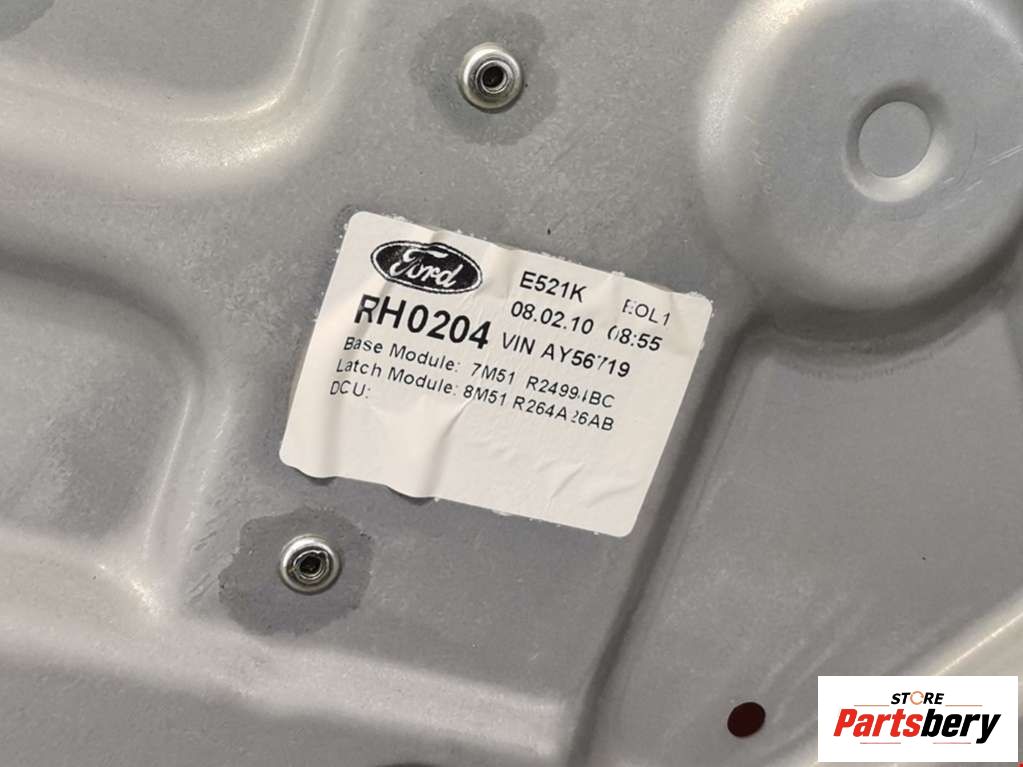 Ford
E521K EOL1
RH0204 08.02.10 08:55
VIN AY56719
Base Module: 7M51 R24994BC
Latch Module: 8M51 R264A26AB
DCU:
STORE
Partsbery